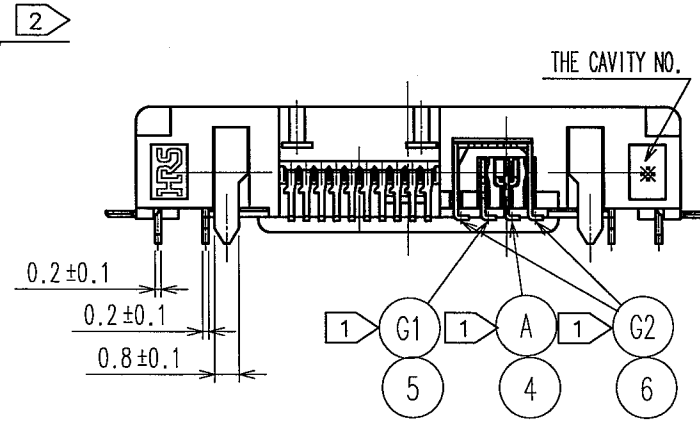 2
THE CAVITY NO.
HRS
※
0.2±0.1
0.2±0.1
0.8±0.1
1 G1
1 A
1 G2
5
4
6